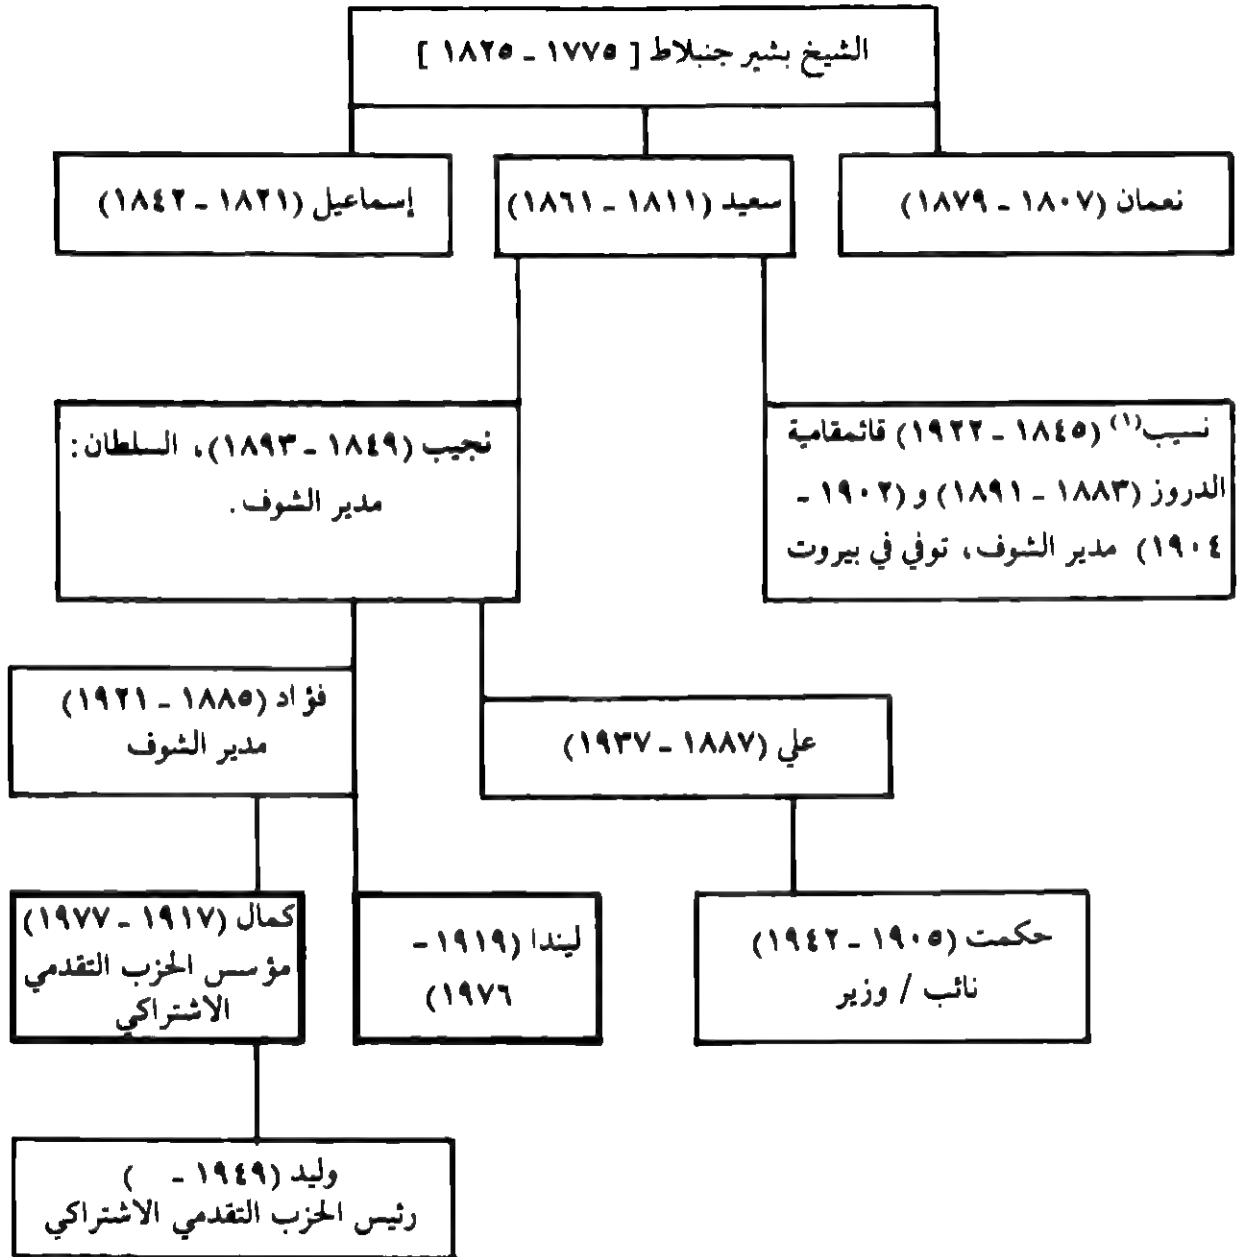 الشيخ بشير جنبلاط [ ١٧٧٥ - ١٨٢٥ ]
نعمان (١٨٠٧ - ١٨٧٩)
سعيد (١٨١١ - ١٨٦١)
إسماعيل (١٨٢١ - ١٨٤٢)
نسيب(١) (١٨٤٥ - ١٩٢٢) قائمقامية
الدروز (١٨٨٣ - ١٨٩١) و (١٩٠٢ -
١٩٠٤) مدير الشوف، توفي في بيروت
نجيب (١٨٤٩ - ١٨٩٣)، السلطان:
مدير الشوف.
علي (١٨٨٧ - ١٩٣٧)
فؤاد (١٨٨٥ - ١٩٢١)
مدير الشوف
حكمت (١٩٠٥ - ١٩٤٢)
نائب / وزير
ليندا (١٩١٩ -
١٩٧٦)
كمال (١٩١٧ - ١٩٧٧)
مؤسس الحزب التقدمي
الاشتراكي
وليد (١٩٤٩ - )
رئيس الحزب التقدمي الاشتراكي